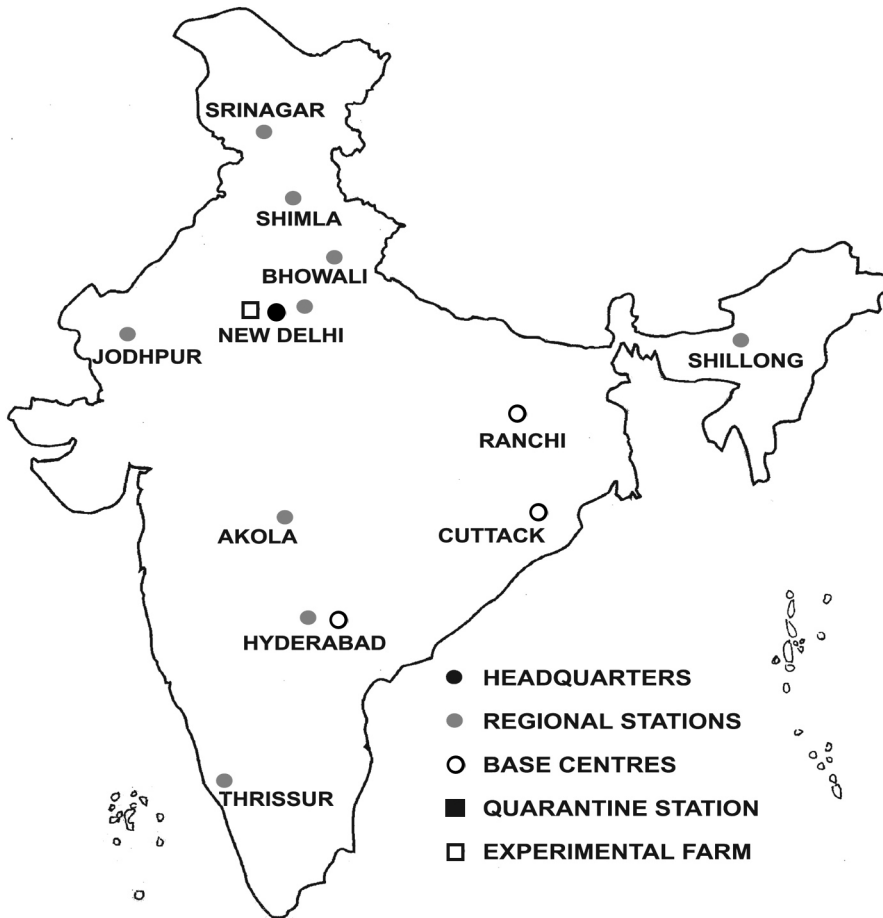 SRINAGAR
SHIMLA
BHOWALI
NEW DELHI
JODHPUR
SHILLONG
RANCHI
AKOLA
CUTTACK
HYDERABAD
HEADQUARTERS
REGIONAL STATIONS
BASE CENTRES
THRISSUR
QUARANTINE STATION
EXPERIMENTAL FARM